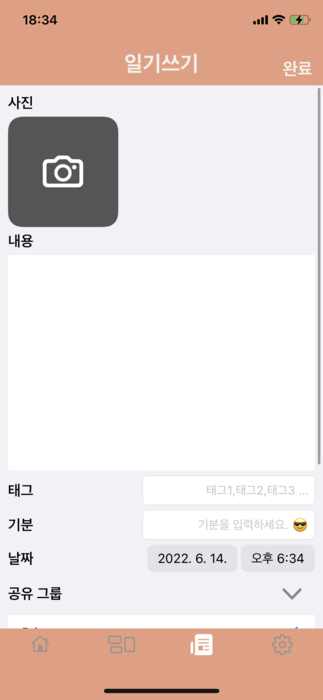 18:34
일기쓰기
완료
사진
내용
태그
태그1,태그2,태그3 ...
기분
기분을 입력하세요. 😎
날짜
2022. 6. 14.
오후 6:34
공유 그룹